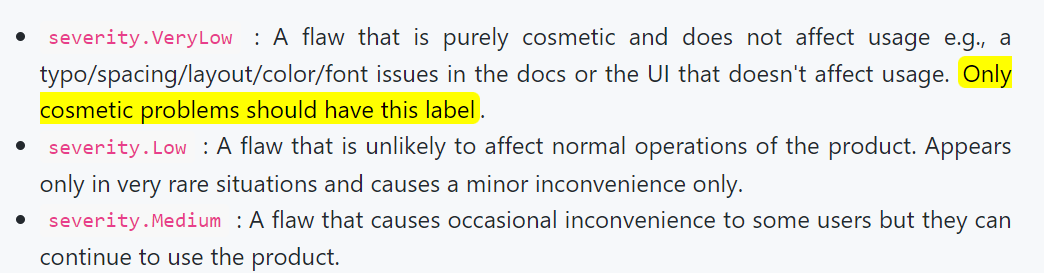 • severity.VeryLow : A flaw that is purely cosmetic and does not affect usage e.g., a
typo/spacing/layout/color/font issues in the docs or the UI that doesn't affect usage. Only
cosmetic problems should have this label.
• severity.Low : A flaw that is unlikely to affect normal operations of the product. Appears
only in very rare situations and causes a minor inconvenience only.
• severity.Medium : A flaw that causes occasional inconvenience to some users but they can
continue to use the product.